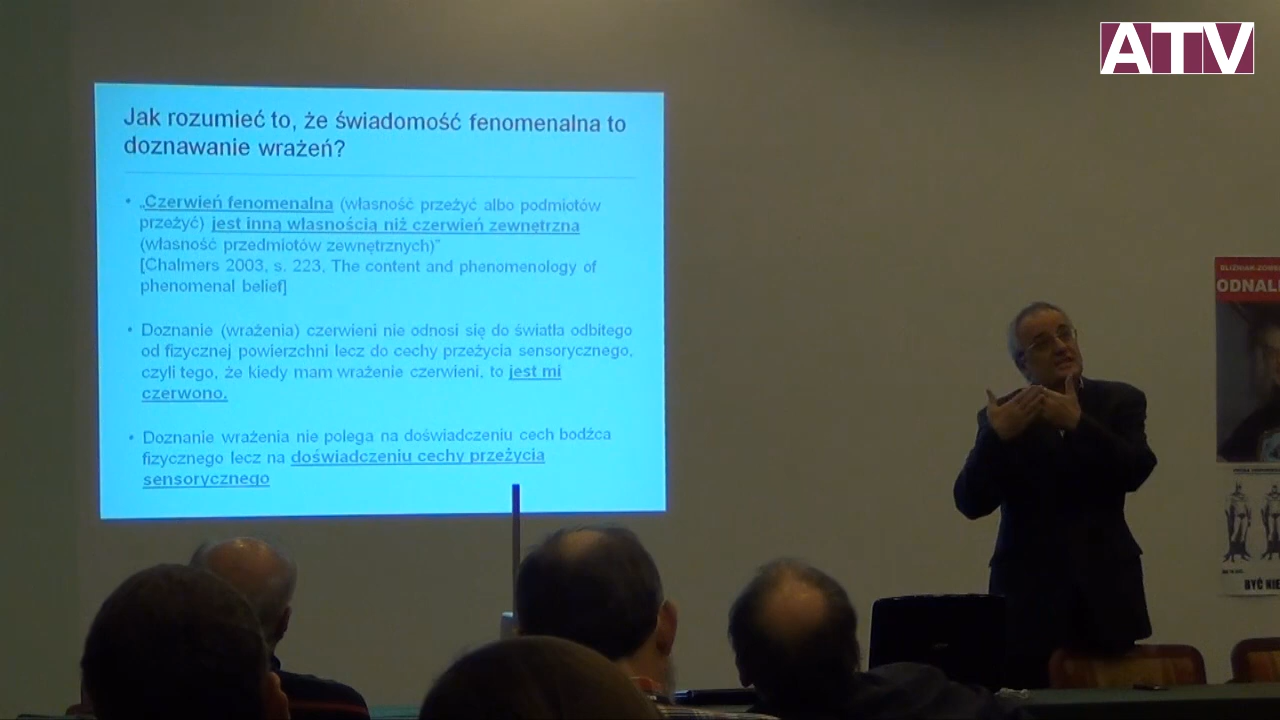 ATV
Jak rozumieć to, że świadomość fenomenalna to
doznawanie wrażeń?
• „Czerwień fenomenalna (własność przeżyć albo podmiotów
przeżyć) jest inną własnością niż czerwień zewnętrzna
(własność przedmiotów zewnętrznych)”
[Chalmers 2003, s. 223, The content and phenomenology of
phenomenal belief]
• Doznanie (wrażenia) czerwieni nie odnosi się do światła odbitego
od fizycznej powierzchni lecz do cechy przeżycia sensorycznego,
czyli tego, że kiedy mam wrażenie czerwieni, to jest mi
czerwono.
• Doznanie wrażenia nie polega na doświadczeniu cech bodźca
fizycznego lecz na doświadczeniu cechy przeżycia
sensorycznego
ODNAL
BYĆ NIE